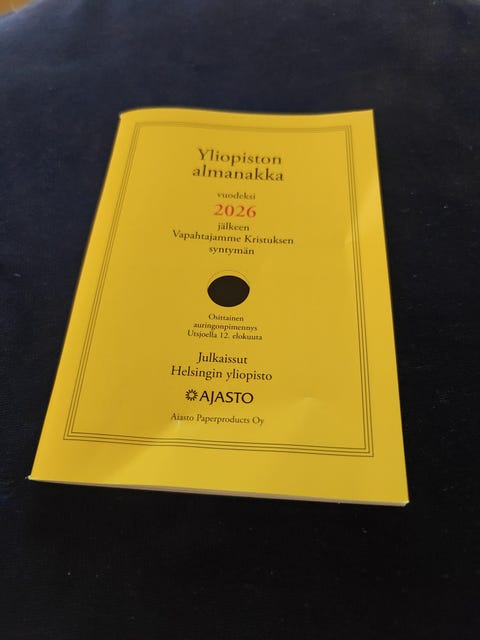 Yliopiston
almanakka
vuodeksi
2026
jälkeen
Vapahtajamme Kristuksen
syntymän
Osittainen
auringonpimennys
Utsjoella 12. elokuuta
Julkaissut
Helsingin yliopisto
AJASTO
Ajasto Paperproducts Oy